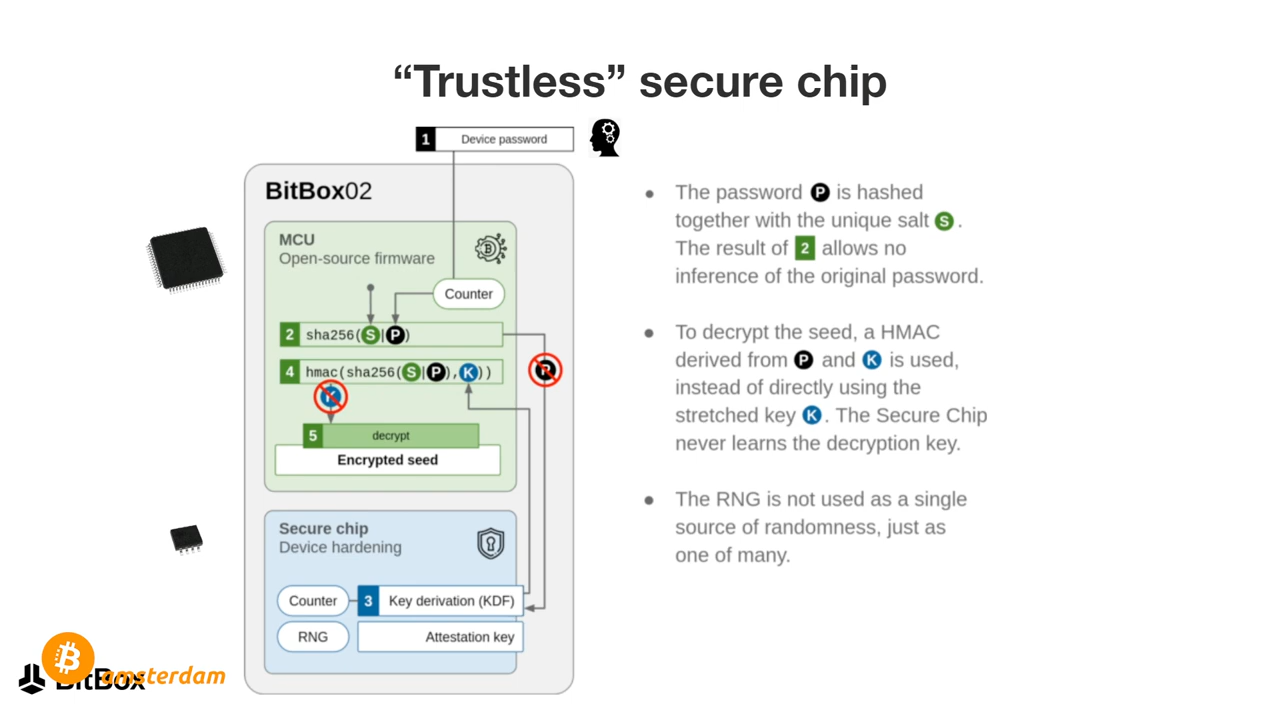 “Trustless” secure chip
1 Device password
BitBox02
MCU
Open-source firmware
Counter
2 sha256(S|P)
4 hmac(sha256(S|P),K))
P
K
5 decrypt
Encrypted seed
Secure chip
Device hardening
Counter
3 Key derivation (KDF)
RNG
Attestation key
● The password P is hashed
together with the unique salt S .
The result of 2 allows no
inference of the original password.
● To decrypt the seed, a HMAC
derived from P and K is used,
instead of directly using the
stretched key K . The Secure Chip
never learns the decryption key.
● The RNG is not used as a single
source of randomness, just as
one of many.
amsterdam
BitBox